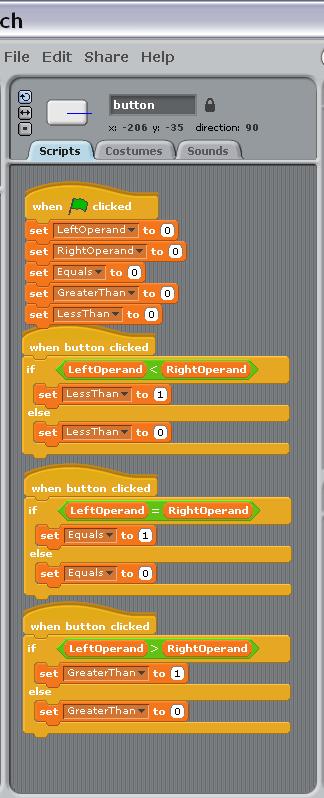 ch
File Edit Share Help
button
x: -206 y: -35 direction: 90
Scripts Costumes Sounds
when clicked
set LeftOperand to 0
set RightOperand to 0
set Equals to 0
set GreaterThan to 0
set LessThan to 0
when button clicked
if LeftOperand < RightOperand
set LessThan to 1
else
set LessThan to 0
when button clicked
if LeftOperand = RightOperand
set Equals to 1
else
set Equals to 0
when button clicked
if LeftOperand > RightOperand
set GreaterThan to 1
else
set GreaterThan to 0